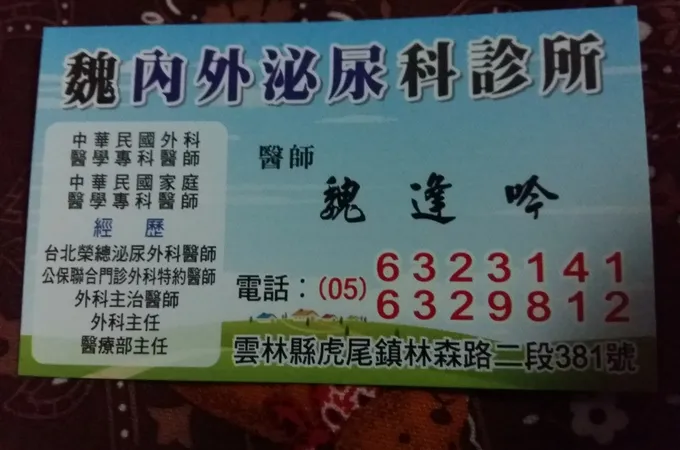 魏內外泌尿科診所
中華民國外科
醫學專科醫師
中華民國家庭
醫學專科醫師
經歷
台北榮總泌尿外科醫師
公保聯合門診外科特約醫師
外科主治醫師
外科主任
醫療部主任
醫師
魏逢吟
電話：(05) 6323141
6329812
雲林縣虎尾鎮林森路二段381號